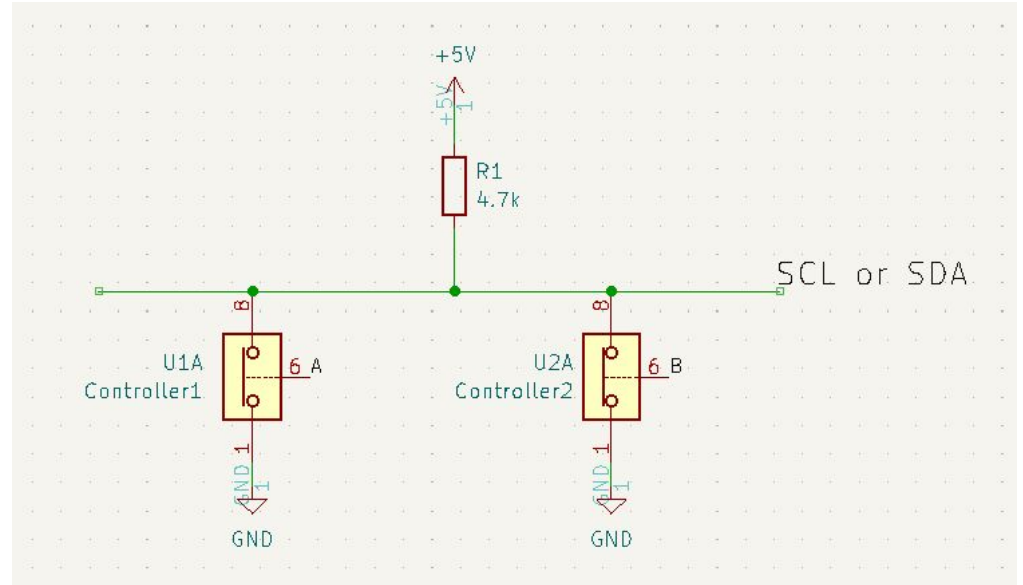 +5V
+5V
1
R1
4.7k
SCL or SDA
8
8
U1A
6 A
Controller1
U2A
6 B
Controller2
1
1
GND
1
GND
1
GND
GND